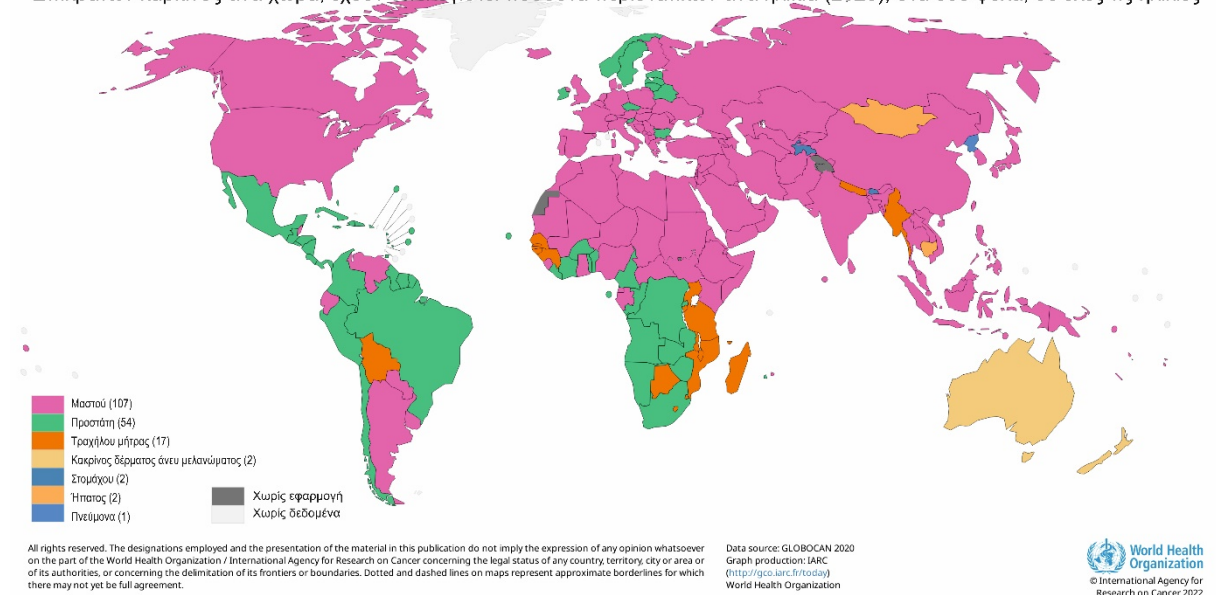 Μαστού (107)
Προστάτη (54)
Τραχήλου μήτρας (17)
Κακρίνος δέρματος άνευ μελανώματος (2)
Στομάχου (2)
Ήπατος (2)
Πνεύμονα (1)
Χωρίς εφαρμογή
Χωρίς δεδομένα
All rights reserved. The designations employed and the presentation of the material in this publication do not imply the expression of any opinion whatsoever
on the part of the World Health Organization / International Agency for Research on Cancer concerning the legal status of any country, territory, city or area or
of its authorities, or concerning the delimitation of its frontiers or boundaries. Dotted and dashed lines on maps represent approximate borderlines for which
there may not yet be full agreement.
Data source: GLOBOCAN 2020
Graph production: IARC
(http://gco.iarc.fr/today)
World Health Organization
World Health
Organization
© International Agency for
Research on Cancer 2022